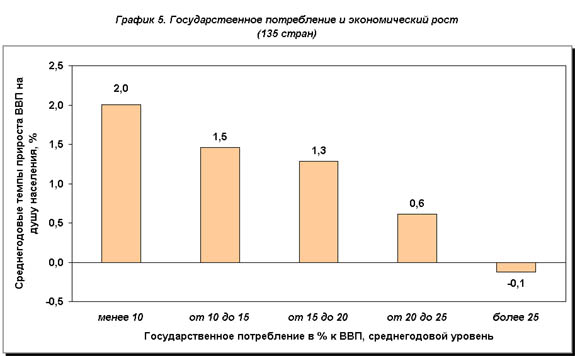 График 5. Государственное потребление и экономический рост
(135 стран)
Среднегодовые темпы прироста ВВП на
душу населения, %
2,5
2,0
1,5
1,0
0,5
0,0
-0,5
2,0
1,5
1,3
0,6
-0,1
менее 10
от 10 до 15
от 15 до 20
от 20 до 25
более 25
Государственное потребление в % к ВВП, среднегодовой уровень